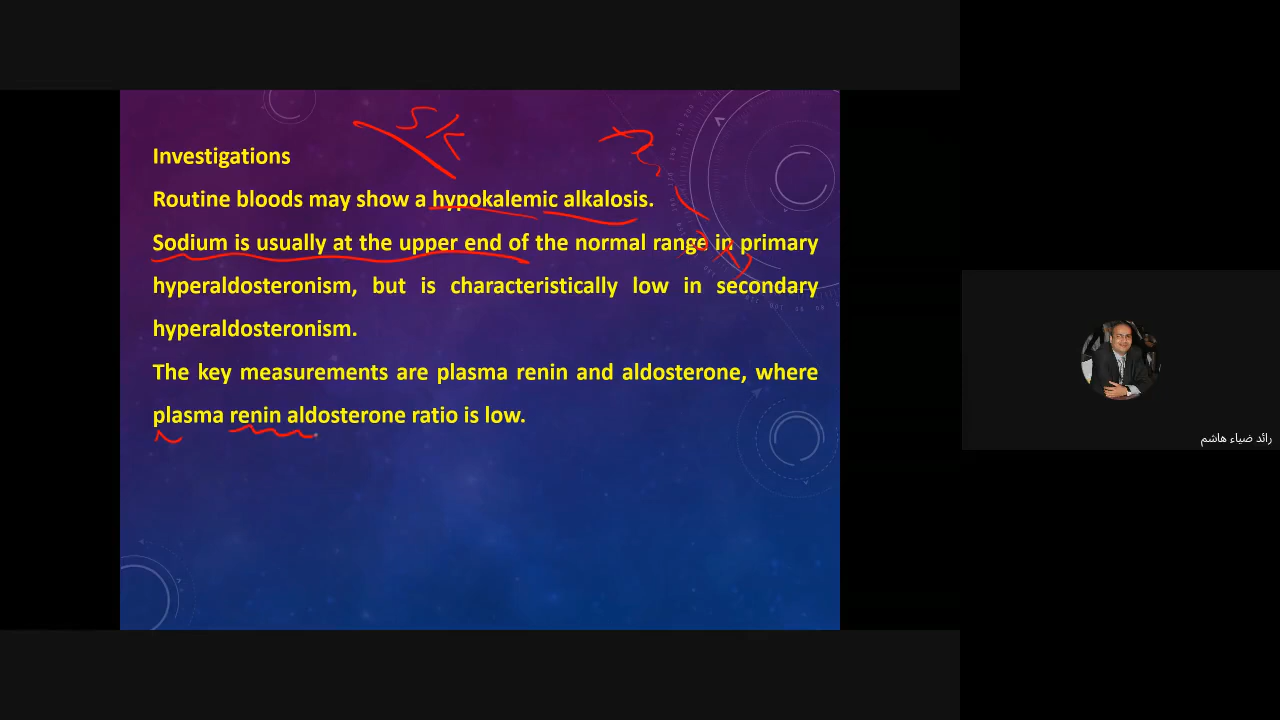 SK
Investigations
Routine bloods may show a hypokalemic alkalosis.
Sodium is usually at the upper end of the normal range in primary
hyperaldosteronism, but is characteristically low in secondary
hyperaldosteronism.
The key measurements are plasma renin and aldosterone, where
plasma renin aldosterone ratio is low.
رائد ضياء هاشم